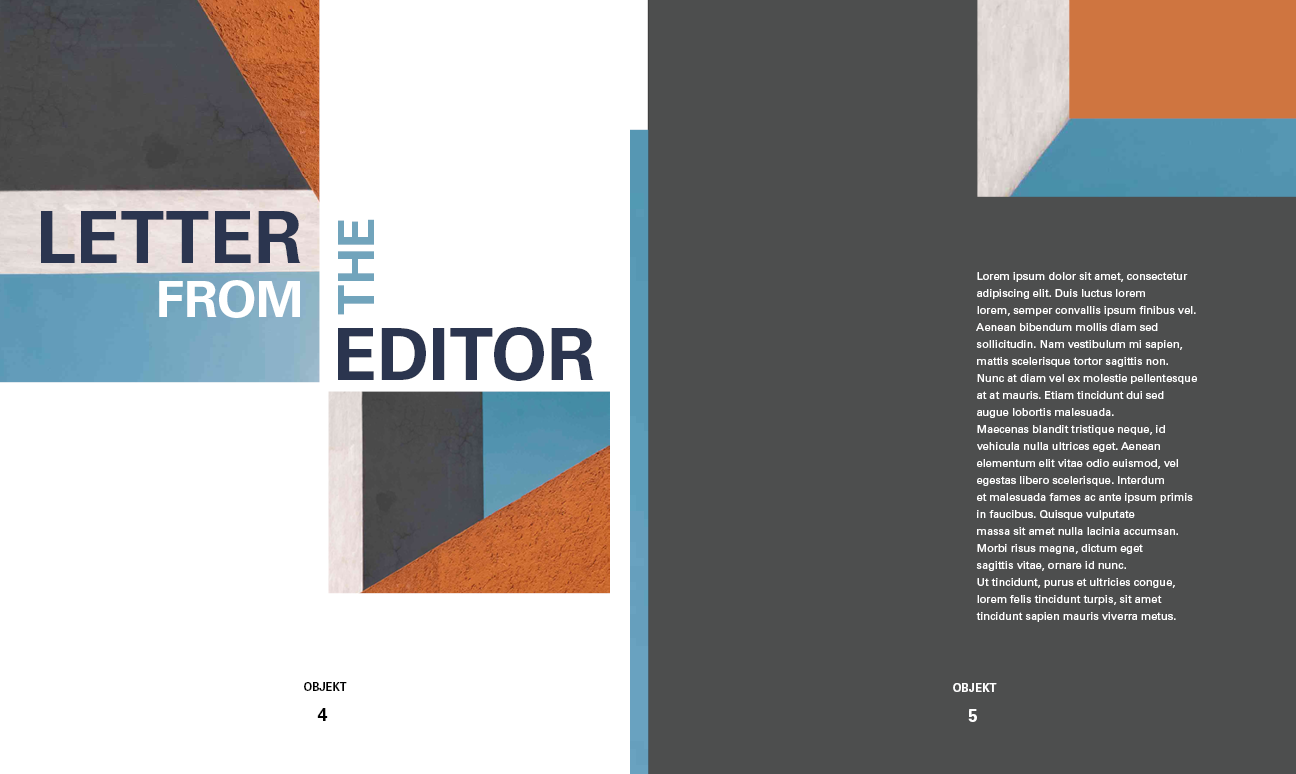 LETTER
FROM
THE
EDITOR
OBJEKT
4
Lorem ipsum dolor sit amet, consectetur
adipiscing elit. Duis luctus lorem
lorem, semper convallis ipsum finibus vel.
Aenean bibendum mollis diam sed
sollicitudin. Nam vestibulum mi sapien,
mattis scelerisque tortor sagittis non.
Nunc at diam vel ex molestie pellentesque
at at mauris. Etiam tincidunt dui sed
augue lobortis malesuada.
Maecenas blandit tristique neque, id
vehicula nulla ultrices eget. Aenean
elementum elit vitae odio euismod, vel
egestas libero scelerisque. Interdum
et malesuada fames ac ante ipsum primis
in faucibus. Quisque vulputate
massa sit amet nulla lacinia accumsan.
Morbi risus magna, dictum eget
sagittis vitae, ornare id nunc.
Ut tincidunt, purus et ultricies congue,
lorem felis tincidunt turpis, sit amet
tincidunt sapien mauris viverra metus.
OBJEKT
5